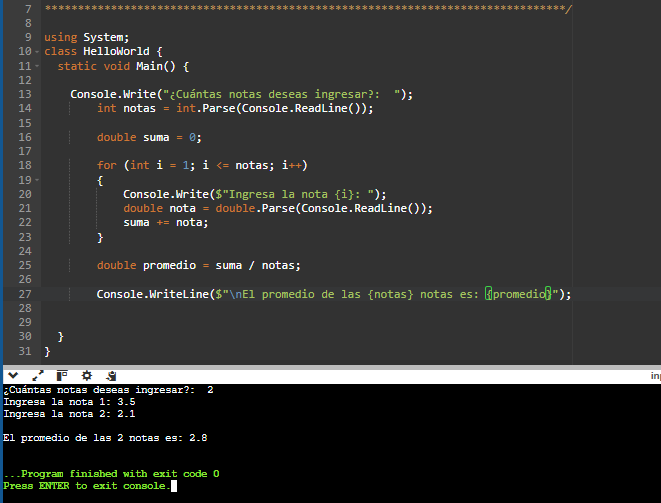 7 *******************************************************************************/
8
9 using System;
10 class HelloWorld {
11 static void Main() {
12
13 Console.Write("¿Cuántas notas deseas ingresar?:  ");
14 int notas = int.Parse(Console.ReadLine());
15
16 double suma = 0;
17
18 for (int i = 1; i <= notas; i++)
19 {
20 Console.Write($"Ingresa la nota {i}: ");
21 double nota = double.Parse(Console.ReadLine());
22 suma += nota;
23 }
24
25 double promedio = suma / notas;
26
27 Console.WriteLine($"\nEl promedio de las {notas} notas es: {promedio}");
28
29
30 }
31 }
inp
¿Cuántas notas deseas ingresar?:  2
Ingresa la nota 1: 3.5
Ingresa la nota 2: 2.1
El promedio de las 2 notas es: 2.8
...Program finished with exit code 0
Press ENTER to exit console.